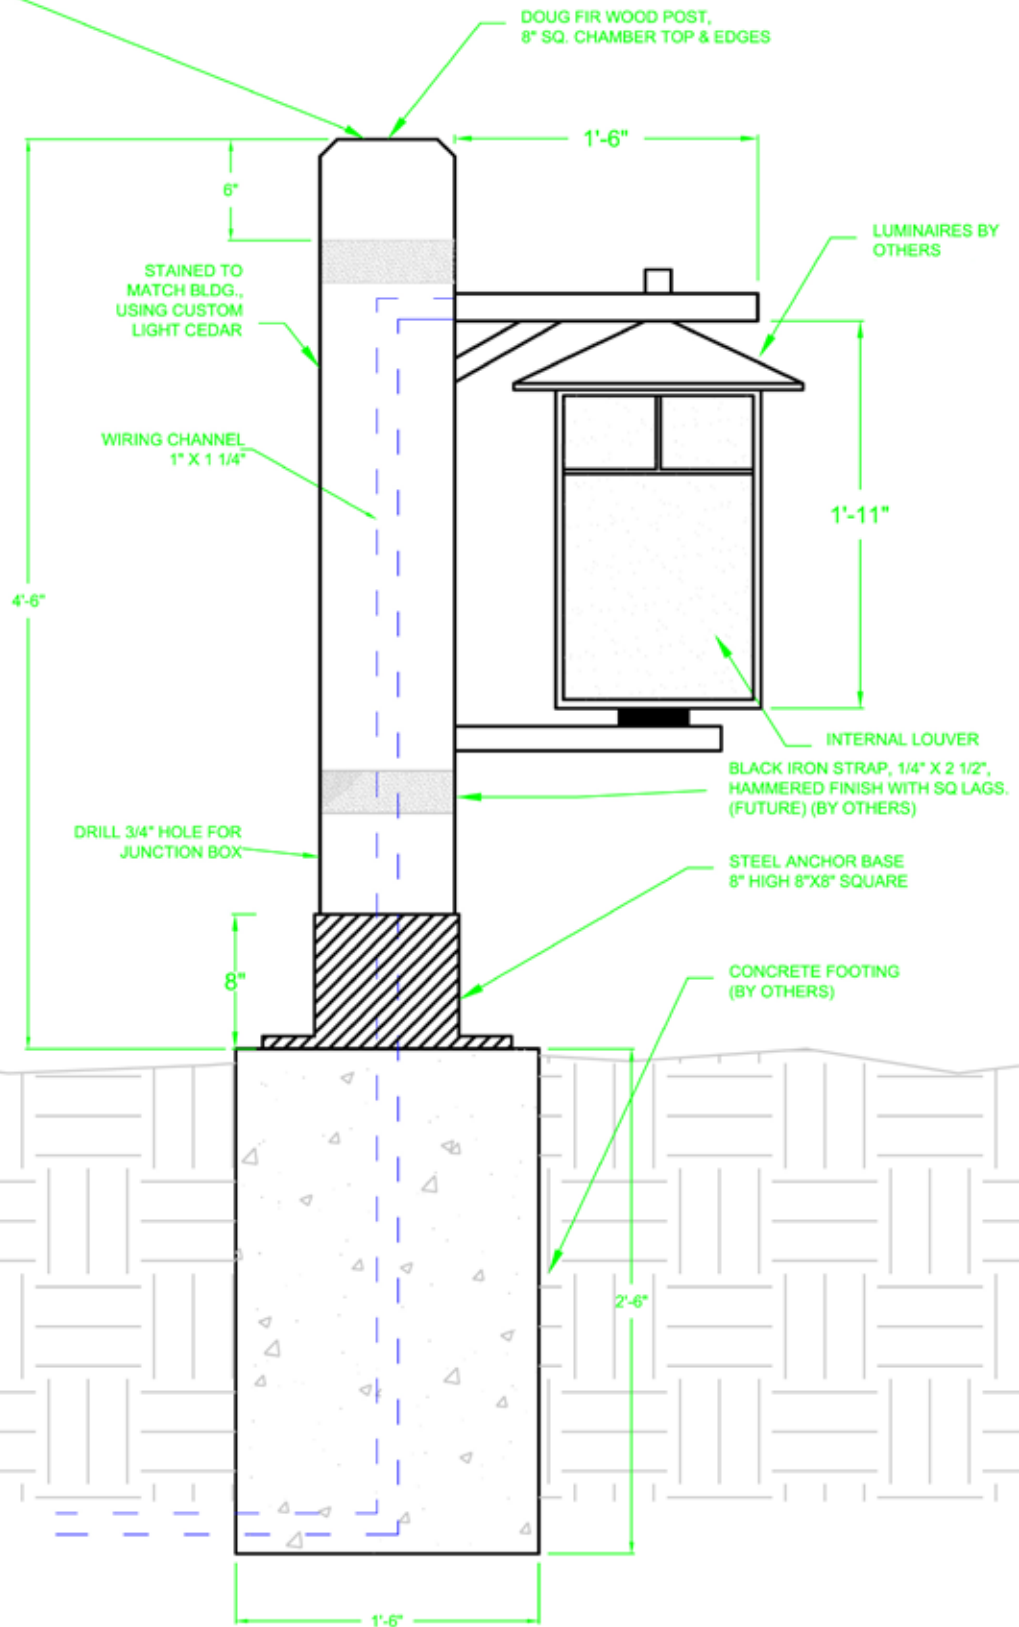 DOUG FIR WOOD POST,
8" SQ. CHAMBER TOP & EDGES
1'-6"
6"
LUMINAIRES BY
OTHERS
STAINED TO
MATCH BLDG.,
USING CUSTOM
LIGHT CEDAR
WIRING CHANNEL
1" X 1 1/4"
1'-11"
4'-6"
INTERNAL LOUVER
BLACK IRON STRAP, 1/4" X 2 1/2",
HAMMERED FINISH WITH SQ LAGS.
(FUTURE) (BY OTHERS)
DRILL 3/4" HOLE FOR
JUNCTION BOX
STEEL ANCHOR BASE
8" HIGH 8"X8" SQUARE
8"
CONCRETE FOOTING
(BY OTHERS)
2'-6"
1'-6"